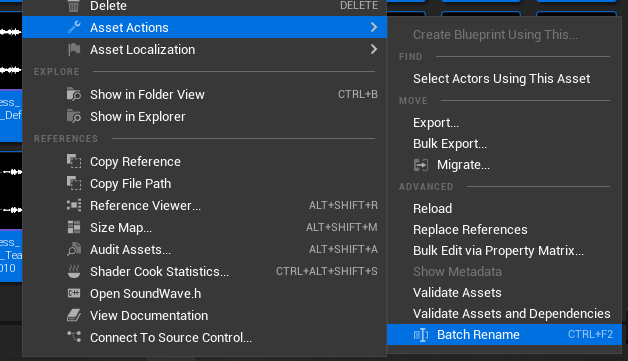 Delete DELETE
Asset Actions
Asset Localization
EXPLORE
Show in Folder View CTRL+B
Show in Explorer
REFERENCES
Copy Reference
Copy File Path
Reference Viewer... ALT+SHIFT+R
Size Map... ALT+SHIFT+M
Audit Assets... ALT+SHIFT+A
Shader Cook Statistics... CTRL+ALT+SHIFT+S
Open SoundWave.h
View Documentation
Connect To Source Control...
Create Blueprint Using This...
FIND
Select Actors Using This Asset
MOVE
Export...
Bulk Export...
Migrate...
ADVANCED
Reload
Replace References
Bulk Edit via Property Matrix...
Show Metadata
Validate Assets
Validate Assets and Dependencies
Batch Rename CTRL+F2
ess_
_Def
ess_
_Tea
010